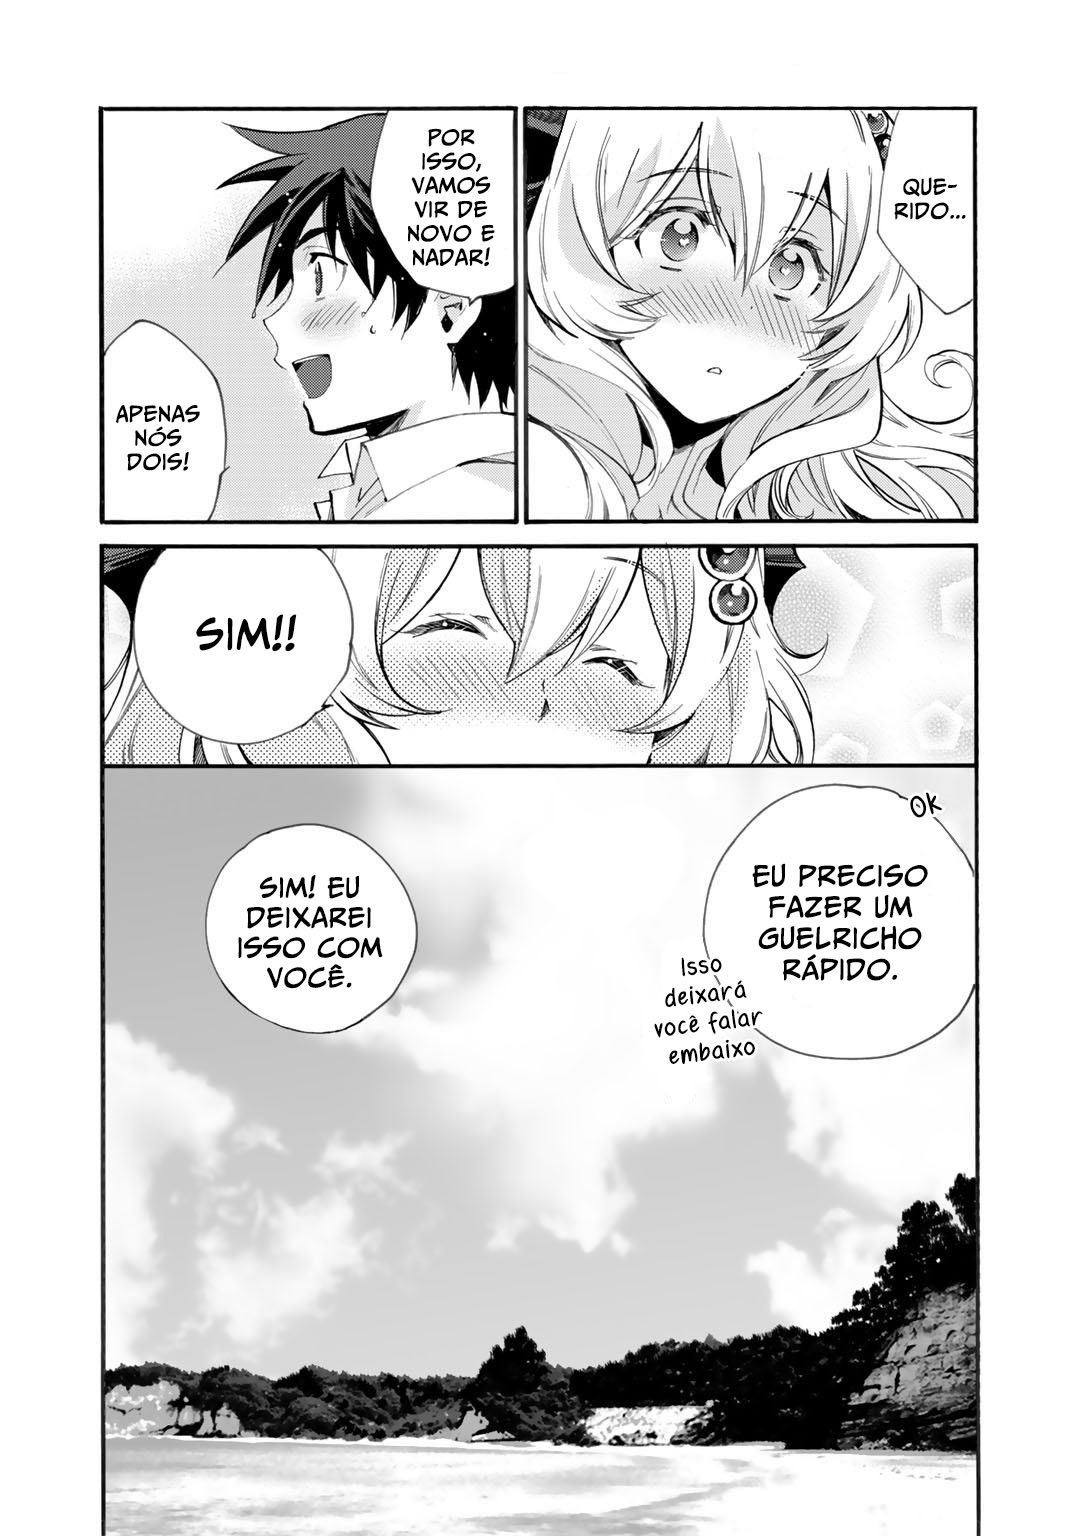 QUE-
RIDO...
POR
ISSO,
VAMOS
VIR DE
NOVO E
NADAR!
APENAS
NÓS
DOIS!
SIM!!
Ok
EU PRECISO
FAZER UM
GUELRICHO
RÁPIDO.
Isso
deixará
você falar
embaixo
SIM! EU
DEIXAREI
ISSO COM
VOCÊ.